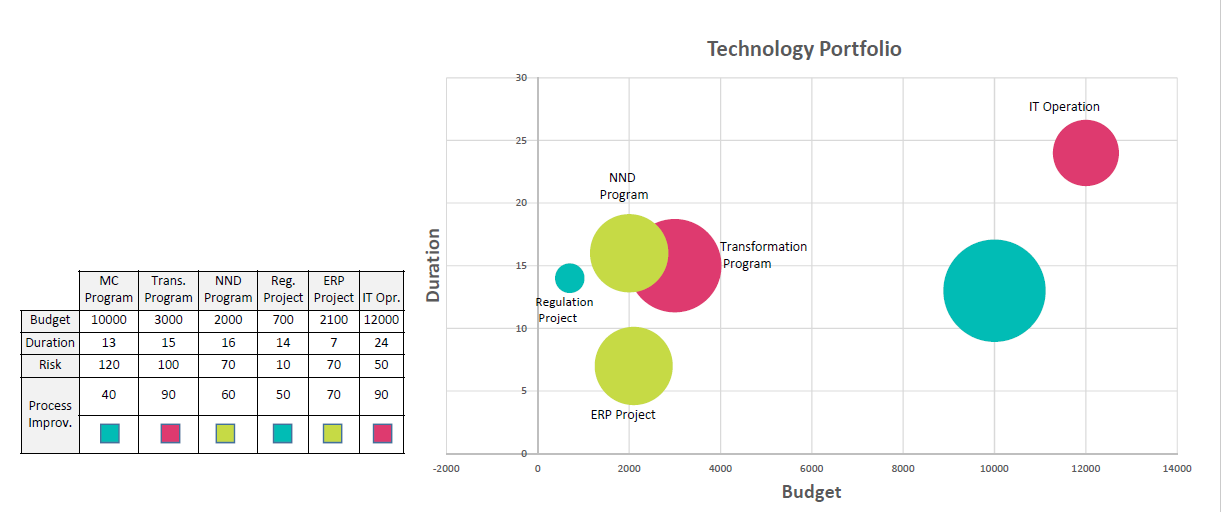 Technology Portfolio
30
25
20
15
10
5
0
-2000 0 2000 4000 6000 8000 10000 12000 14000
Budget
Duration
IT Operation
NND
Program
Transformation
Program
Regulation
Project
ERP Project
MC Program Trans. Program NND Program Reg. Project ERP Project IT Opr.
Budget 10000 3000 2000 700 2100 12000
Duration 13 15 16 14 7 24
Risk 120 100 70 10 70 50
Process Improv. 40 90 60 50 70 90